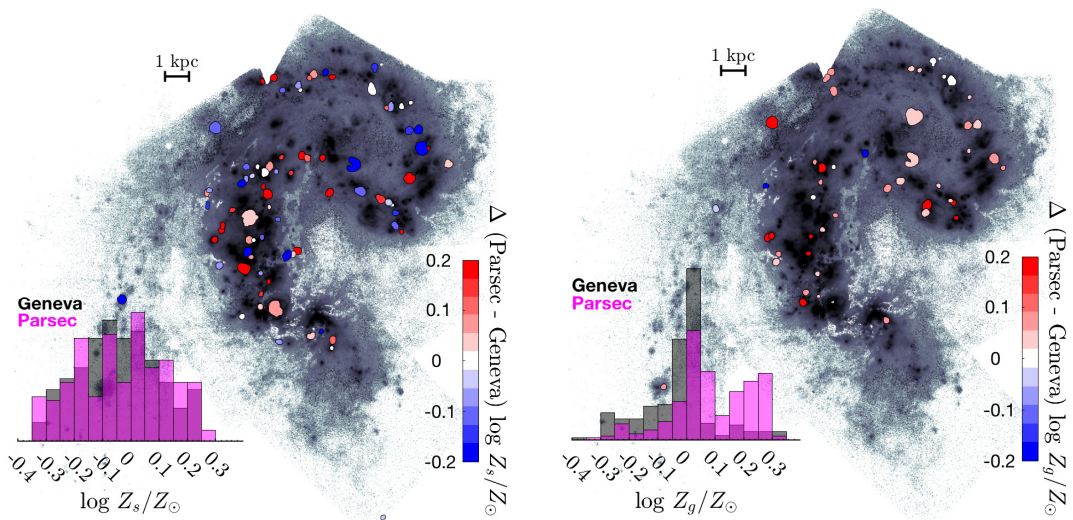 1 kpc
Geneva
Parsec
0.2
0.1
0
-0.1
-0.2
Δ (Parsec - Geneva) log Z_s/Z_⊙
-0.4
-0.3
-0.2
-0.1
0
0.1
0.2
0.3
log Z_s/Z_⊙
1 kpc
Geneva
Parsec
0.2
0.1
0
-0.1
-0.2
Δ (Parsec - Geneva) log Z_g/Z_⊙
-0.4
-0.3
-0.2
-0.1
0
0.1
0.2
0.3
log Z_g/Z_⊙